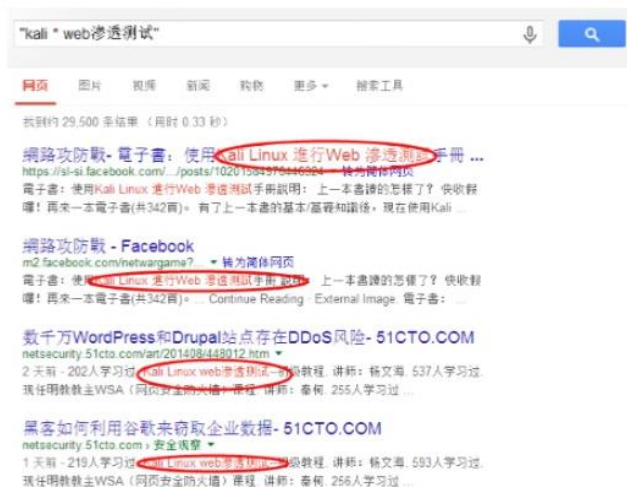 "kali * web渗透测试"
网页 图片 视频 新闻 购物 更多 搜索工具
找到约 29,500 条结果 （用时 0.33 秒）
網路攻防戰- 電子書：使用Kali Linux 進行Web 滲透測試手冊 ...
https://sl-si.facebook.com/.../posts/10201584976446324 转为简体网页
電子書：使用Kali Linux 進行Web 滲透測試手冊說明： 上一本書讀的怎樣了？ 快收假
囉！再來一本電子書(共342頁)。 有了上一本書的基本/基礎知識後，現在使用Kali ...
網路攻防戰 - Facebook
m2.facebook.com/netwargame?... 转为简体网页
電子書：使用Kali Linux 進行Web 滲透測試手冊 說明： 上一本書讀的怎樣了？ 快收假
囉！再來一本電子書(共342頁)。 ... Continue Reading · External Image. 電子書： ...
数千万WordPress和Drupal站点存在DDoS风险- 51CTO.COM
netsecurity.51cto.com/art/201408/448012.htm
2 天前 - 202人学习过. Kali Linux web渗透测试--初级教程. 讲师：杨文海. 537人学习过.
现任明教教主WSA（网页安全防火墙）课程. 讲师：秦柯. 255人学习过 ...
黑客如何利用谷歌来窃取企业数据- 51CTO.COM
netsecurity.51cto.com › 安全观察
1 天前 - 219人学习过. Kali Linux web渗透测试--初级教程. 讲师：杨文海. 593人学习过.
现任明教教主WSA（网页安全防火墙）课程. 讲师：秦柯. 256人学习过 ...